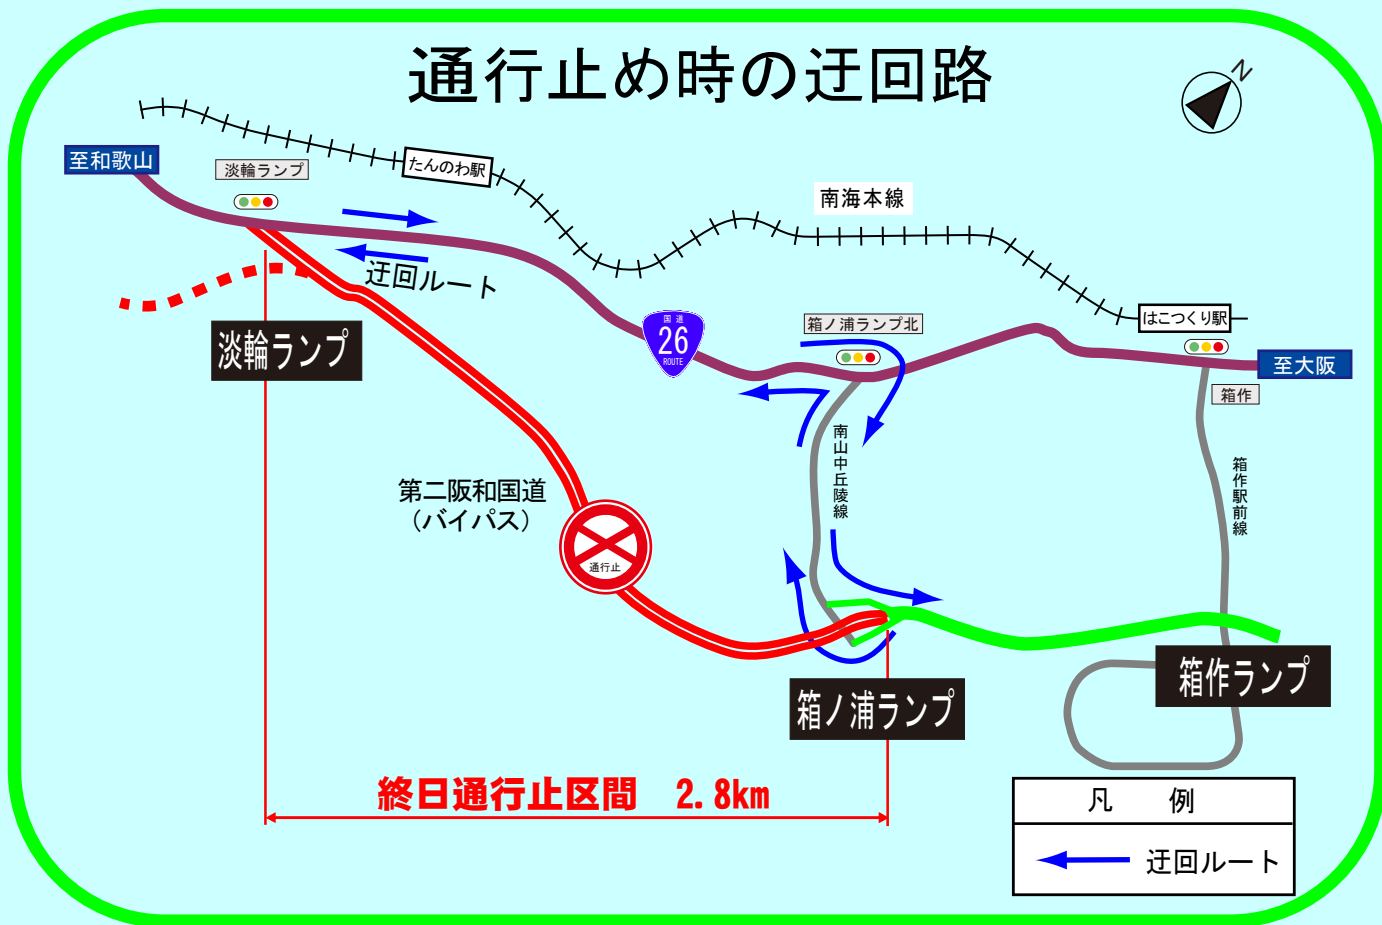 通行止め時の迂回路
N
至和歌山
淡輪ランプ
たんのわ駅
南海本線
迂回ルート
淡輪ランプ
国道
26
ROUTE
箱ノ浦ランプ北
はこつくり駅
至大阪
箱作
南山中丘陵線
箱作駅前線
第二阪和国道
（バイパス）
通行止
箱作ランプ
箱ノ浦ランプ
終日通行止区間 2.8km
凡 例
迂回ルート